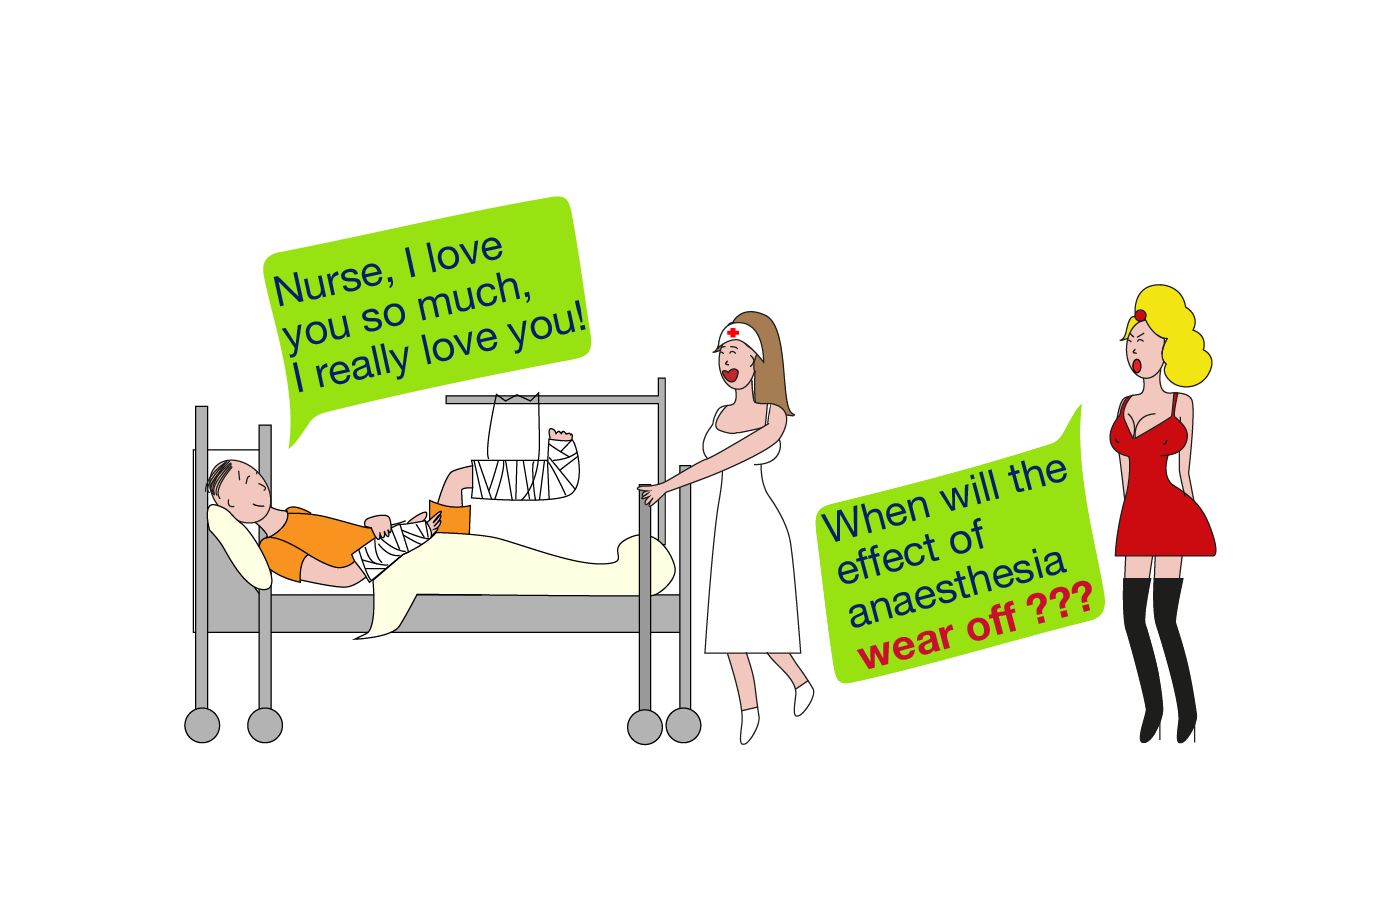 Nurse, I love
you so much,
I really love you!
When will the
effect of
anaesthesia
wear off ???